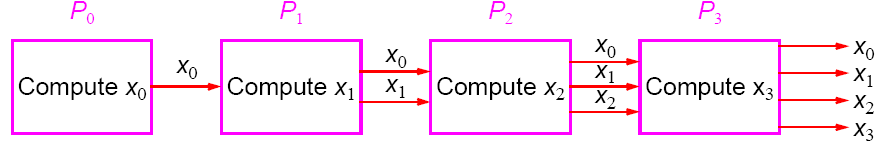 P0 P1 P2 P3
Compute x0
x0
Compute x1
x0
x1
Compute x2
x0
x1
x2
Compute x3
x0
x1
x2
x3